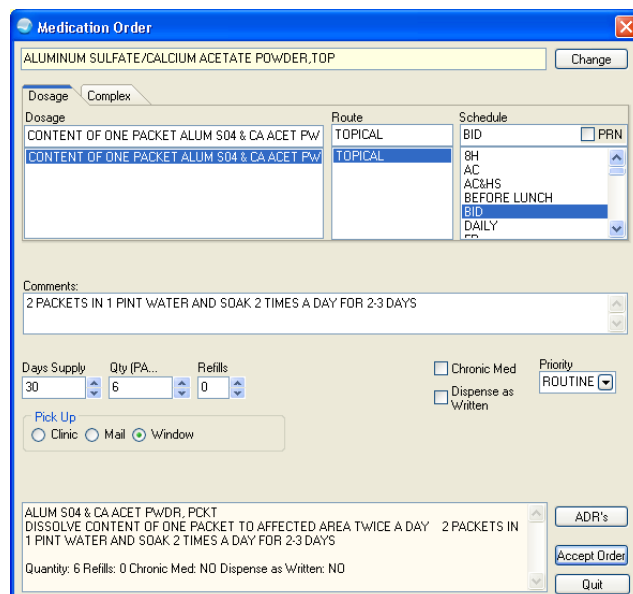 Medication Order
ALUMINUM SULFATE/CALCIUM ACETATE POWDER,TOP
Change
Dosage Complex
Dosage Route Schedule
CONTENT OF ONE PACKET ALUM S04 & CA ACET PW TOPICAL BID PRN
CONTENT OF ONE PACKET ALUM S04 & CA ACET PW TOPICAL 8H
AC
AC&HS
BEFORE LUNCH
BID
DAILY
Comments:
2 PACKETS IN 1 PINT WATER AND SOAK 2 TIMES A DAY FOR 2-3 DAYS
Days Supply Qty (PA... Refills Chronic Med Priority
30 6 0 Dispense as Written ROUTINE
Pick Up
Clinic Mail Window
ALUM S04 & CA ACET PWDR, PCKT
DISSOLVE CONTENT OF ONE PACKET TO AFFECTED AREA TWICE A DAY 2 PACKETS IN
1 PINT WATER AND SOAK 2 TIMES A DAY FOR 2-3 DAYS
Quantity: 6 Refills: 0 Chronic Med: NO Dispense as Written: NO
ADR's
Accept Order
Quit